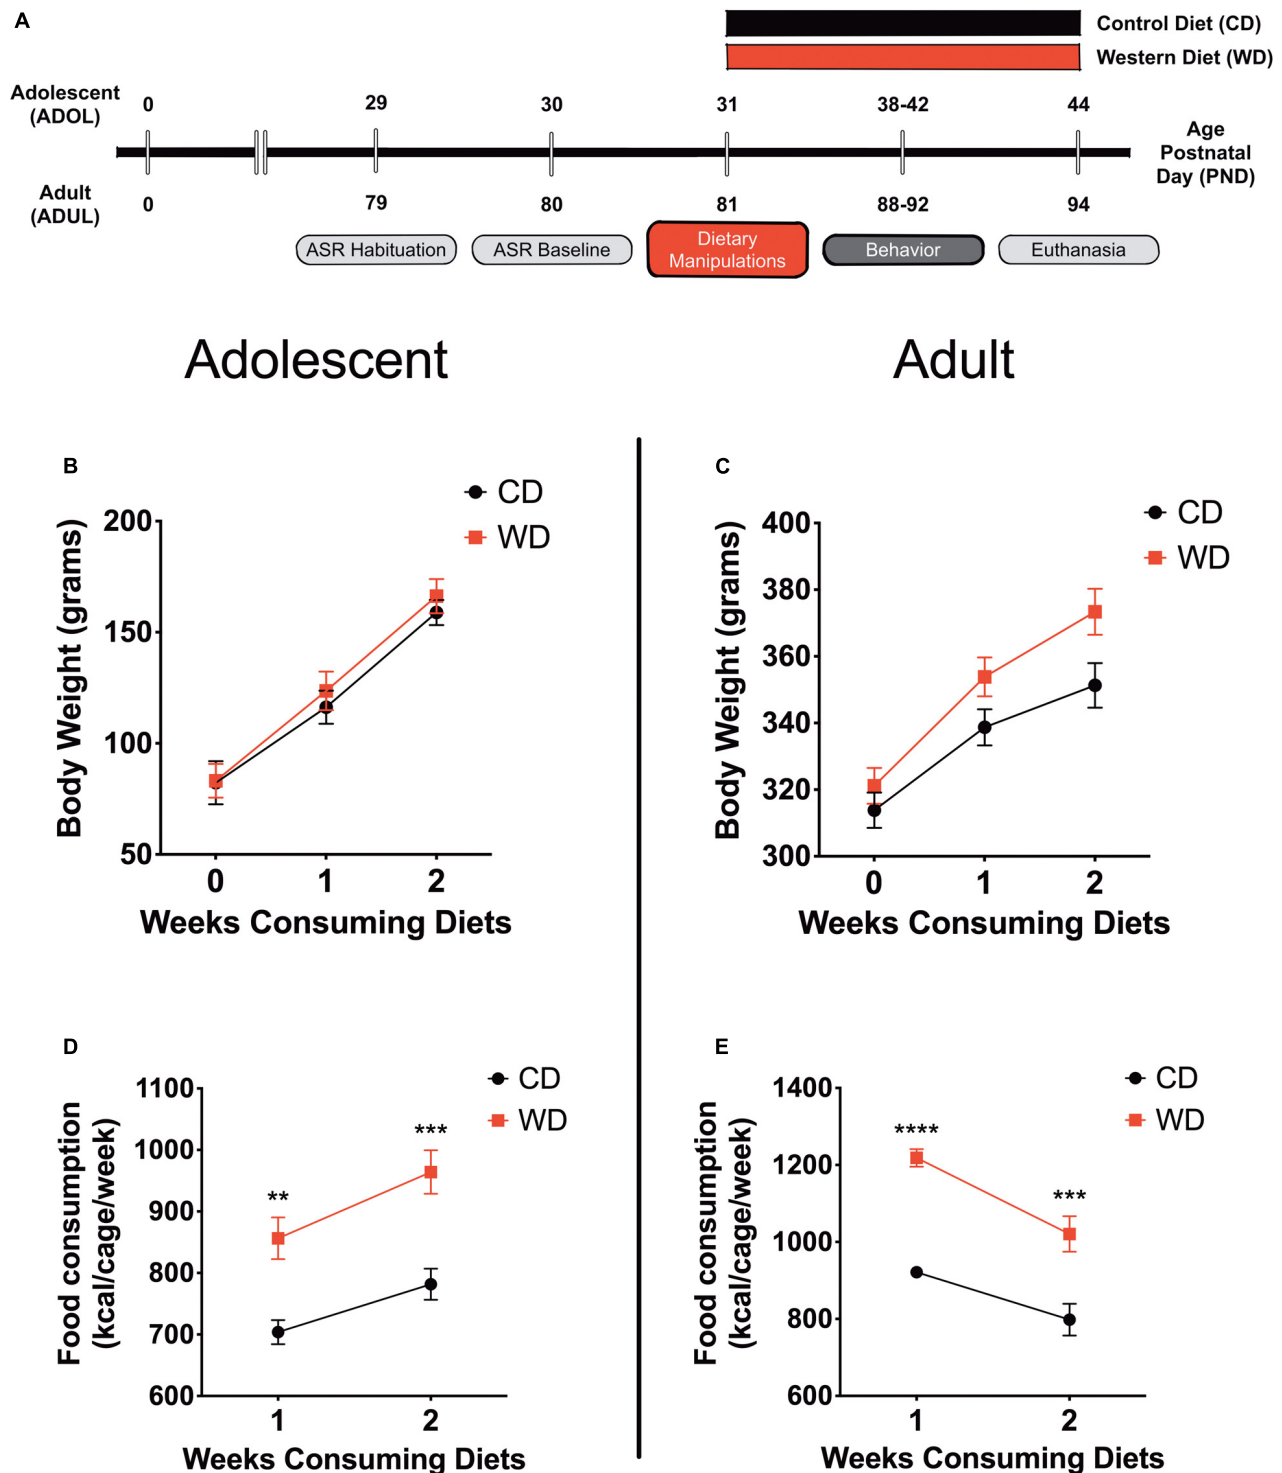 A
Control Diet (CD)
Western Diet (WD)
Adolescent
(ADOL)
0 29 30 31 38-42 44
Age
Postnatal
Day (PND)
Adult
(ADUL)
0 79 80 81 88-92 94
ASR Habituation
ASR Baseline
Dietary
Manipulations
Behavior
Euthanasia
Adolescent
Adult
B
CD
WD
Body Weight (grams)
200
150
100
50
0 1 2
Weeks Consuming Diets
C
CD
WD
Body Weight (grams)
400
380
360
340
320
300
0 1 2
Weeks Consuming Diets
D
CD
WD
Food consumption
(kcal/cage/week)
1100
1000
900
800
700
600
**
***
1 2
Weeks Consuming Diets
E
CD
WD
Food consumption
(kcal/cage/week)
1400
1200
1000
800
600
****
***
1 2
Weeks Consuming Diets